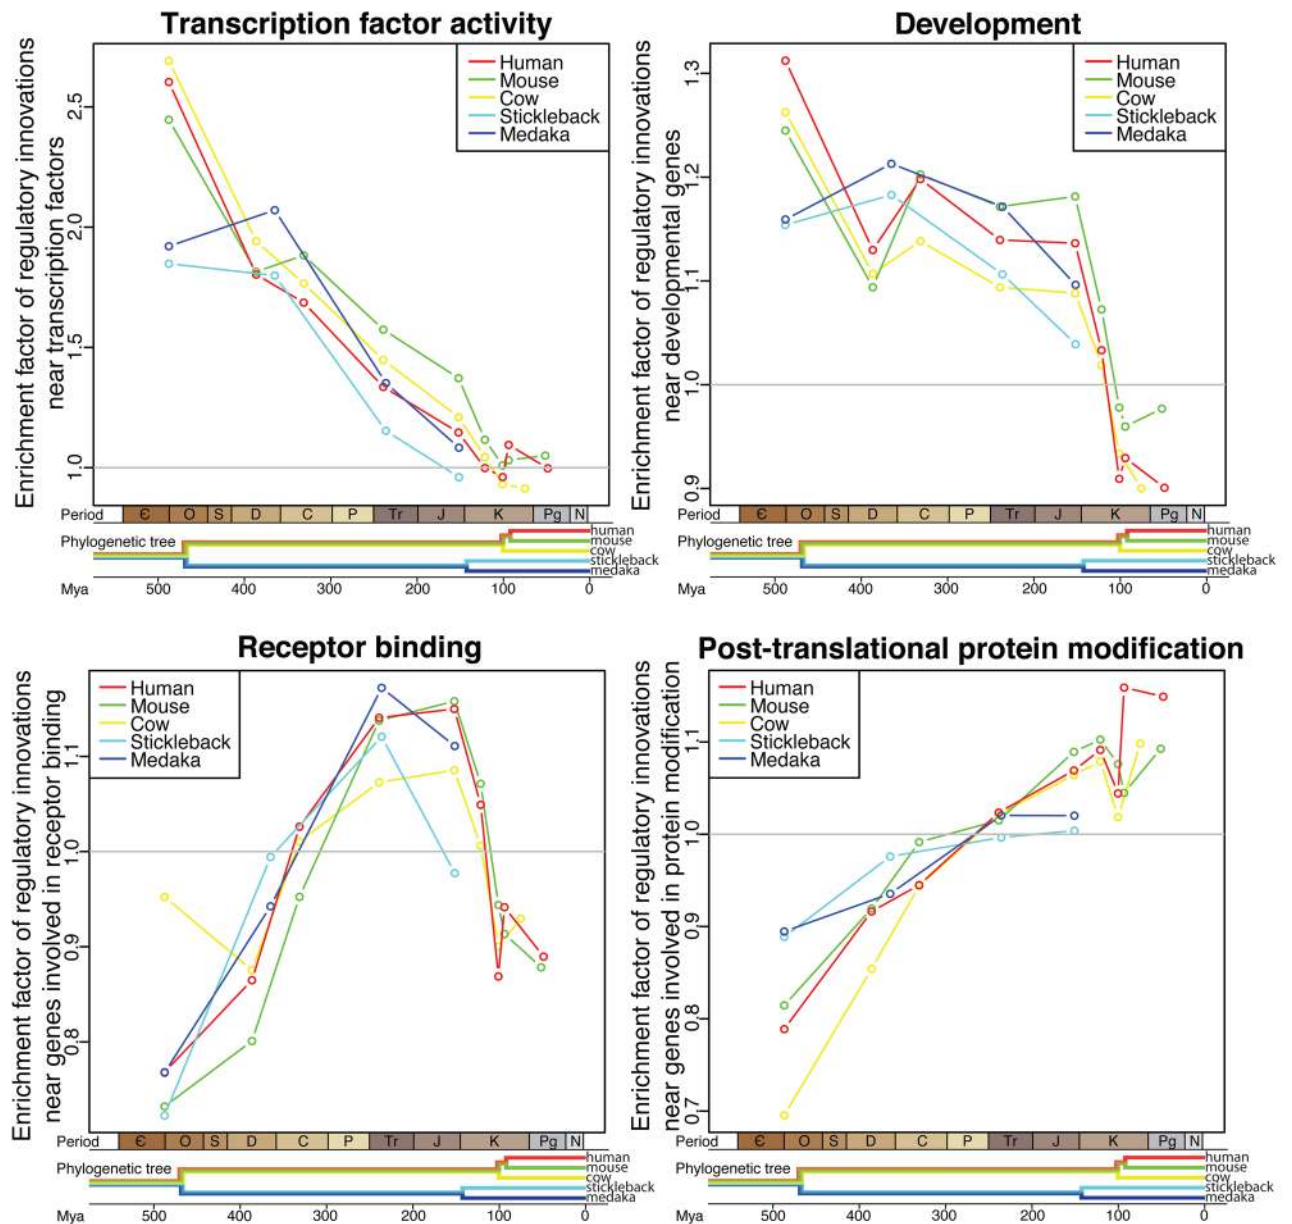 Transcription factor activity
Enrichment factor of regulatory innovations
near transcription factors
2.5
2.0
1.5
1.0
Human
Mouse
Cow
Stickleback
Medaka
Period Є O S D C P Tr J K Pg N
Phylogenetic tree
human
mouse
cow
stickleback
medaka
Mya 500 400 300 200 100 0
Development
Enrichment factor of regulatory innovations
near developmental genes
1.3
1.2
1.1
1.0
0.9
Human
Mouse
Cow
Stickleback
Medaka
Period Є O S D C P Tr J K Pg N
Phylogenetic tree
human
mouse
cow
stickleback
medaka
Mya 500 400 300 200 100 0
Receptor binding
Enrichment factor of regulatory innovations
near genes involved in receptor binding
1.1
1.0
0.9
0.8
Human
Mouse
Cow
Stickleback
Medaka
Period Є O S D C P Tr J K Pg N
Phylogenetic tree
human
mouse
cow
stickleback
medaka
Mya 500 400 300 200 100 0
Post-translational protein modification
Enrichment factor of regulatory innovations
near genes involved in protein modification
1.1
1.0
0.9
0.8
0.7
Human
Mouse
Cow
Stickleback
Medaka
Period Є O S D C P Tr J K Pg N
Phylogenetic tree
human
mouse
cow
stickleback
medaka
Mya 500 400 300 200 100 0